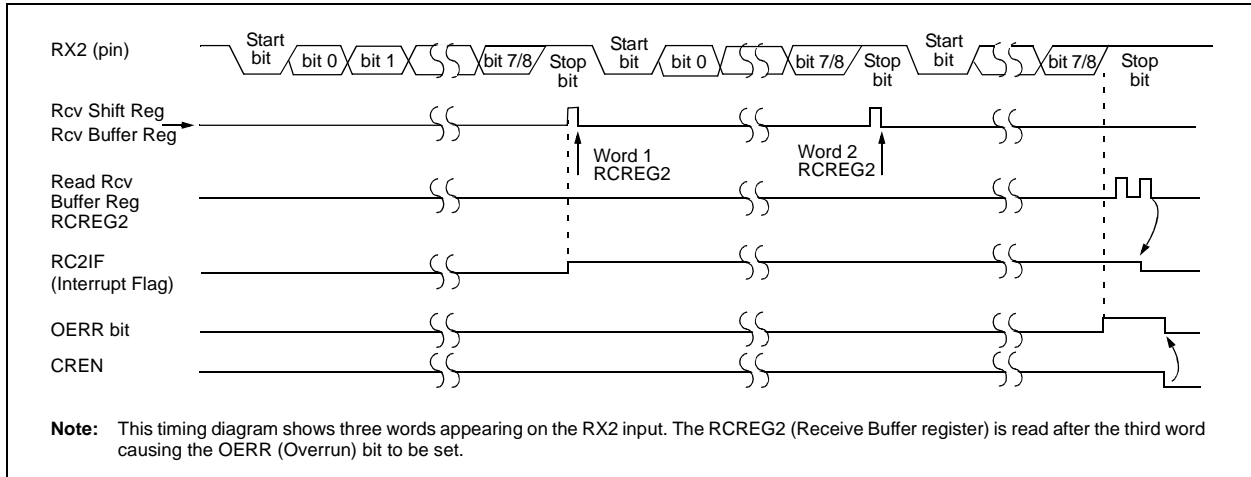 RX2 (pin)
Start bit
bit 0
bit 1
bit 7/8
Stop bit
Start bit
bit 0
bit 7/8
Stop bit
Start bit
bit 7/8
Stop bit
Rcv Shift Reg
Rcv Buffer Reg
Word 1
RCREG2
Word 2
RCREG2
Read Rcv
Buffer Reg
RCREG2
RC2IF
(Interrupt Flag)
OERR bit
CREN
Note: This timing diagram shows three words appearing on the RX2 input. The RCREG2 (Receive Buffer register) is read after the third word
causing the OERR (Overrun) bit to be set.